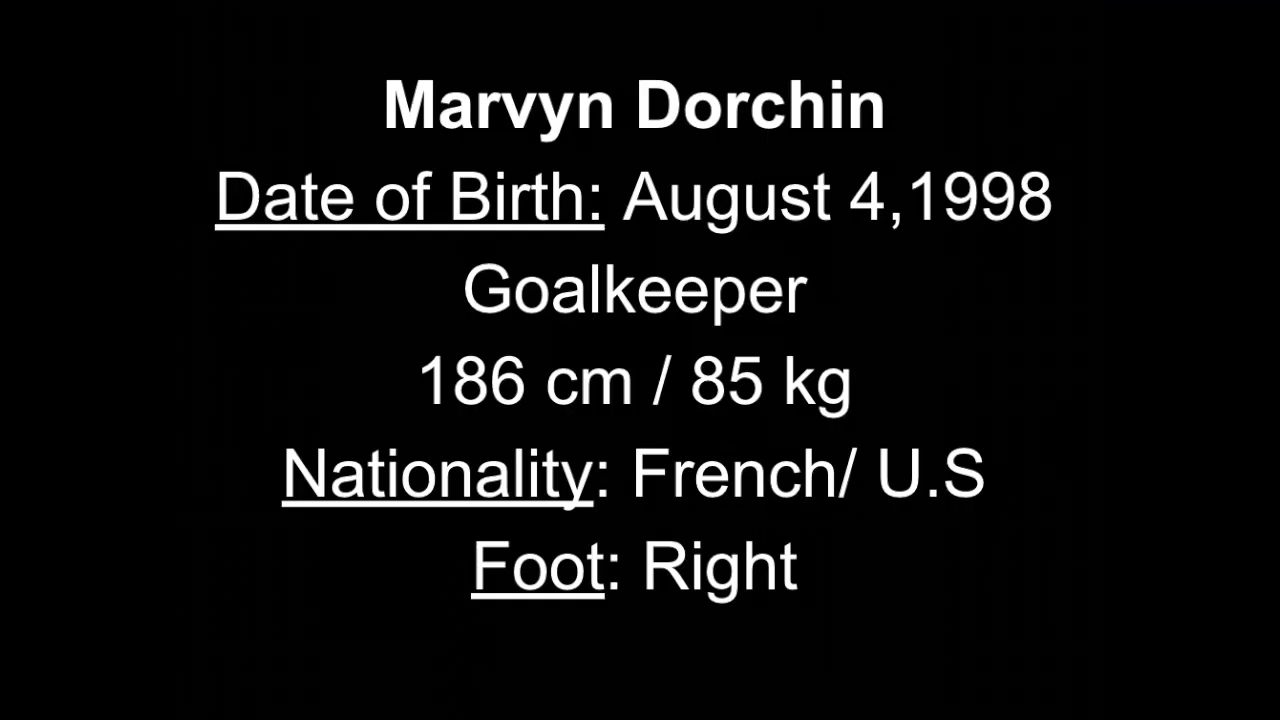 Marvyn Dorchin
Date of Birth: August 4,1998
Goalkeeper
186 cm / 85 kg
Nationality: French/ U.S
Foot: Right